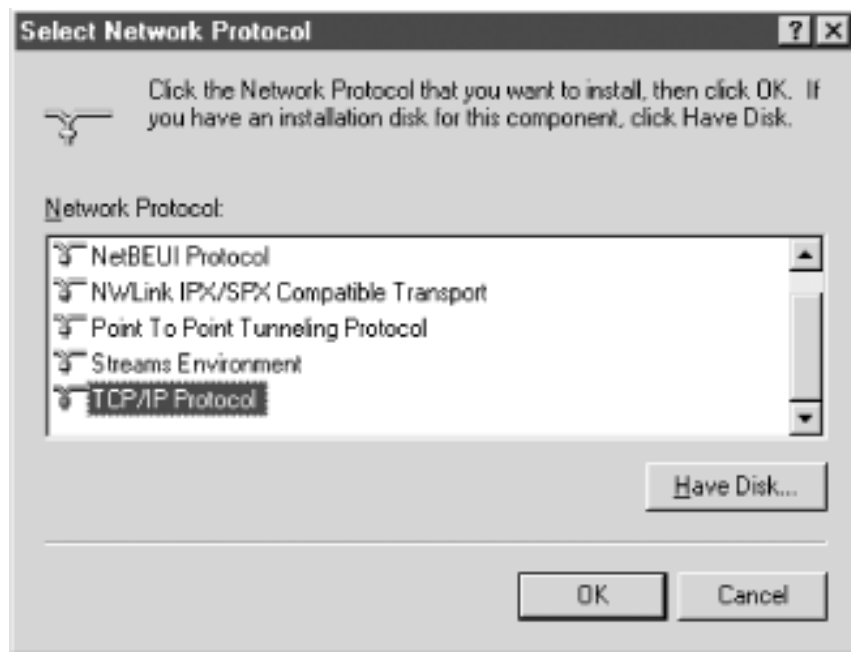 Select Network Protocol
Click the Network Protocol that you want to install, then click OK. If
you have an installation disk for this component, click Have Disk.
Network Protocol:
NetBEUI Protocol
NWLink IPX/SPX Compatible Transport
Point To Point Tunneling Protocol
Streams Environment
TCP/IP Protocol
Have Disk...
OK
Cancel